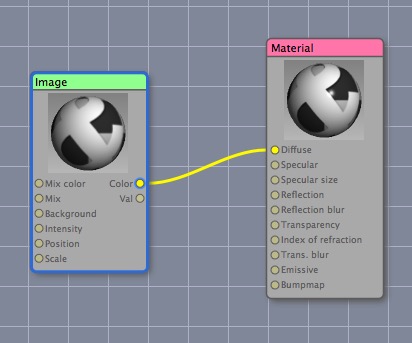 Image
Mix color Color
Mix Val
Background
Intensity
Position
Scale
Material
Diffuse
Specular
Specular size
Reflection
Reflection blur
Transparency
Index of refraction
Trans. blur
Emissive
Bumpmap